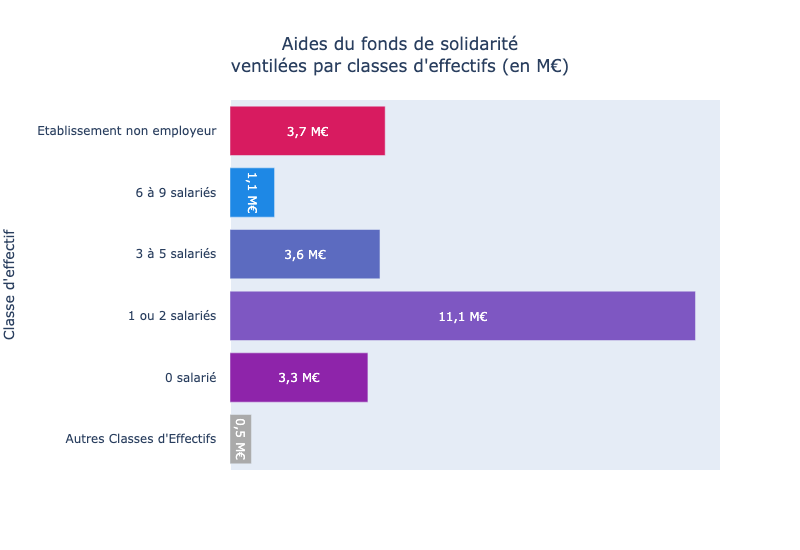 Aides du fonds de solidarité
ventilées par classes d'effectifs (en M€)
Classe d'effectif
Etablissement non employeur
3,7 M€
6 à 9 salariés
1,1 M€
3 à 5 salariés
3,6 M€
1 ou 2 salariés
11,1 M€
0 salarié
3,3 M€
Autres Classes d'Effectifs
0,5 M€